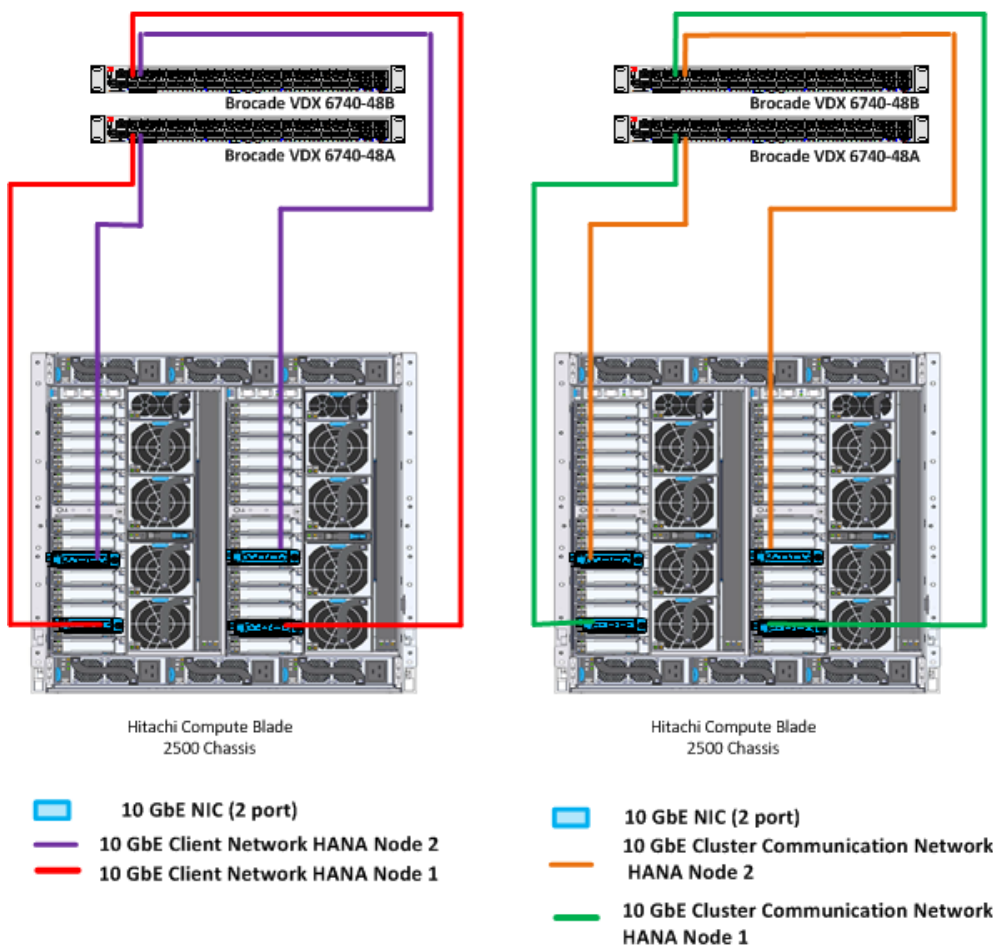 Brocade VDX 6740-48B
Brocade VDX 6740-48A
Hitachi Compute Blade
2500 Chassis
10 GbE NIC (2 port)
10 GbE Client Network HANA Node 2
10 GbE Client Network HANA Node 1
Brocade VDX 6740-48B
Brocade VDX 6740-48A
Hitachi Compute Blade
2500 Chassis
10 GbE NIC (2 port)
10 GbE Cluster Communication Network
HANA Node 2
10 GbE Cluster Communication Network
HANA Node 1